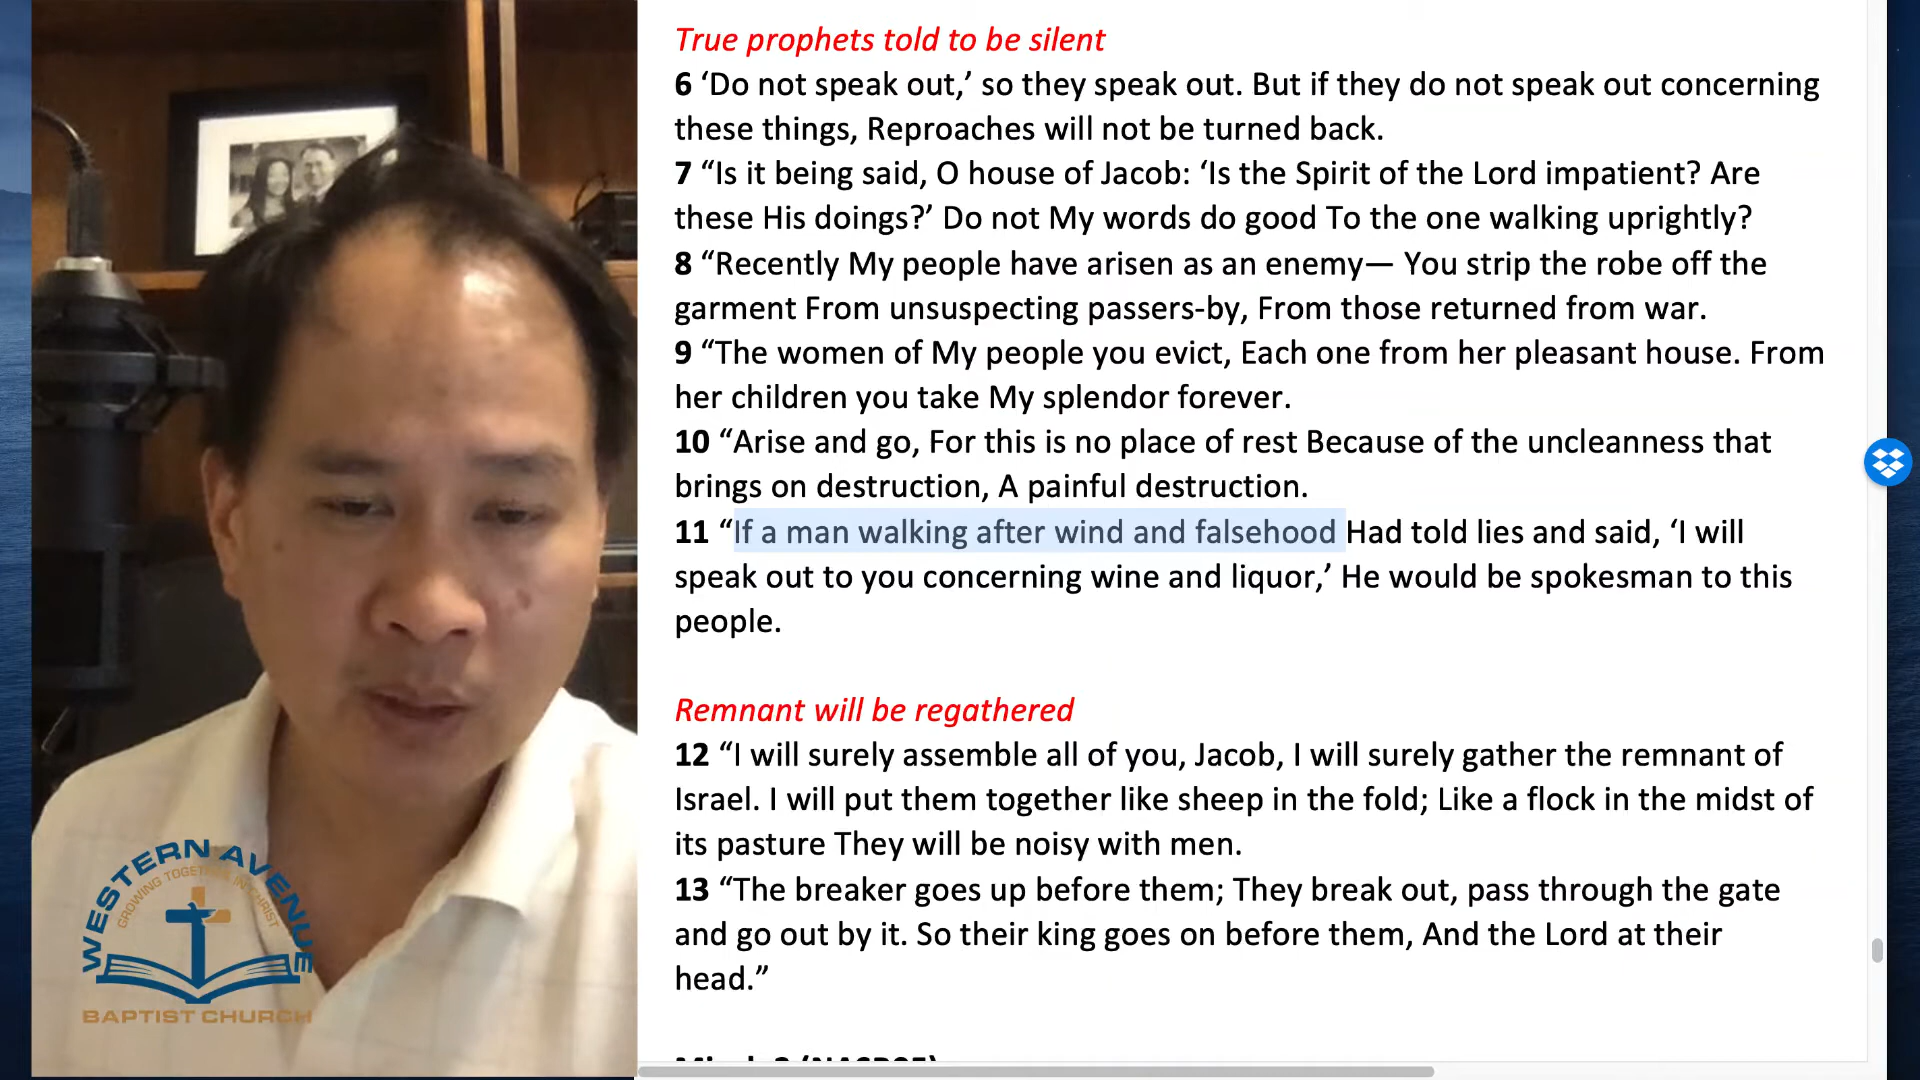 True prophets told to be silent
6 ‘Do not speak out,’ so they speak out. But if they do not speak out concerning
these things, Reproaches will not be turned back.
7 “Is it being said, O house of Jacob: ‘Is the Spirit of the Lord impatient? Are
these His doings?’ Do not My words do good To the one walking uprightly?
8 “Recently My people have arisen as an enemy— You strip the robe off the
garment From unsuspecting passers-by, From those returned from war.
9 “The women of My people you evict, Each one from her pleasant house. From
her children you take My splendor forever.
10 “Arise and go, For this is no place of rest Because of the uncleanness that
brings on destruction, A painful destruction.
11 “If a man walking after wind and falsehood Had told lies and said, ‘I will
speak out to you concerning wine and liquor,’ He would be spokesman to this
people.
Remnant will be regathered
12 “I will surely assemble all of you, Jacob, I will surely gather the remnant of
Israel. I will put them together like sheep in the fold; Like a flock in the midst of
its pasture They will be noisy with men.
13 “The breaker goes up before them; They break out, pass through the gate
and go out by it. So their king goes on before them, And the Lord at their
head.”
WESTERN AVENUE
GROWING TOGETHER IN CHRIST
BAPTIST CHURCH